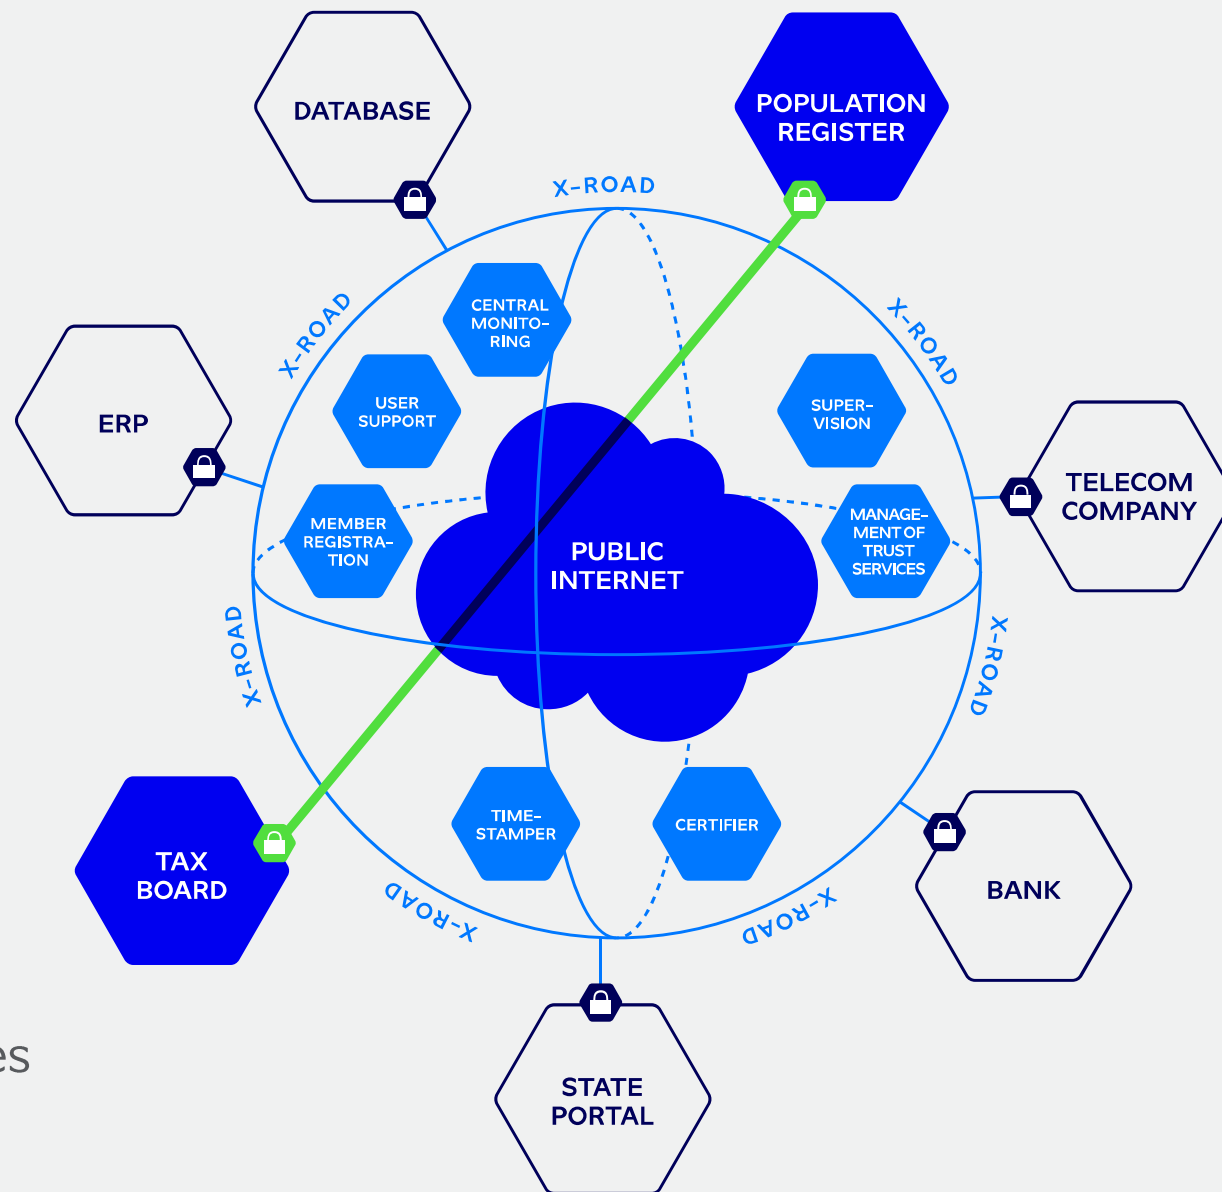 DATABASE
POPULATION
REGISTER
X-ROAD
X-ROAD
X-ROAD
CENTRAL
MONITO-
RING
USER
SUPPORT
SUPER-
VISION
ERP
TELECOM
COMPANY
MEMBER
REGISTRA-
TION
PUBLIC
INTERNET
MANAGE-
MENT OF
TRUST
SERVICES
X-ROAD
X-ROAD
TIME-
STAMPER
CERTIFIER
TAX
BOARD
X-ROAD
X-ROAD
BANK
es
STATE
PORTAL